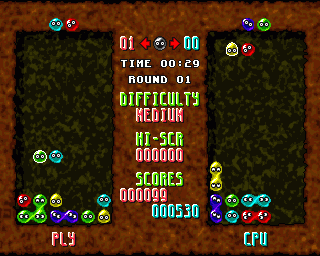 01 00
TIME 00:29
ROUND 01
DIFFICULTY
MEDIUM
HI-SCR
000000
SCORES
000099
000530
PLY CPU